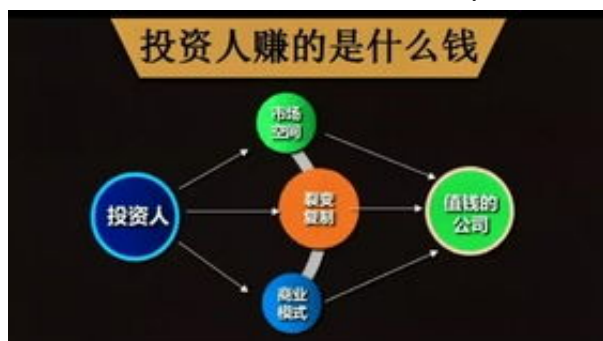 投资人赚的是什么钱
市场
空间
投资人
裂变
复制
值钱的
公司
商业
模式